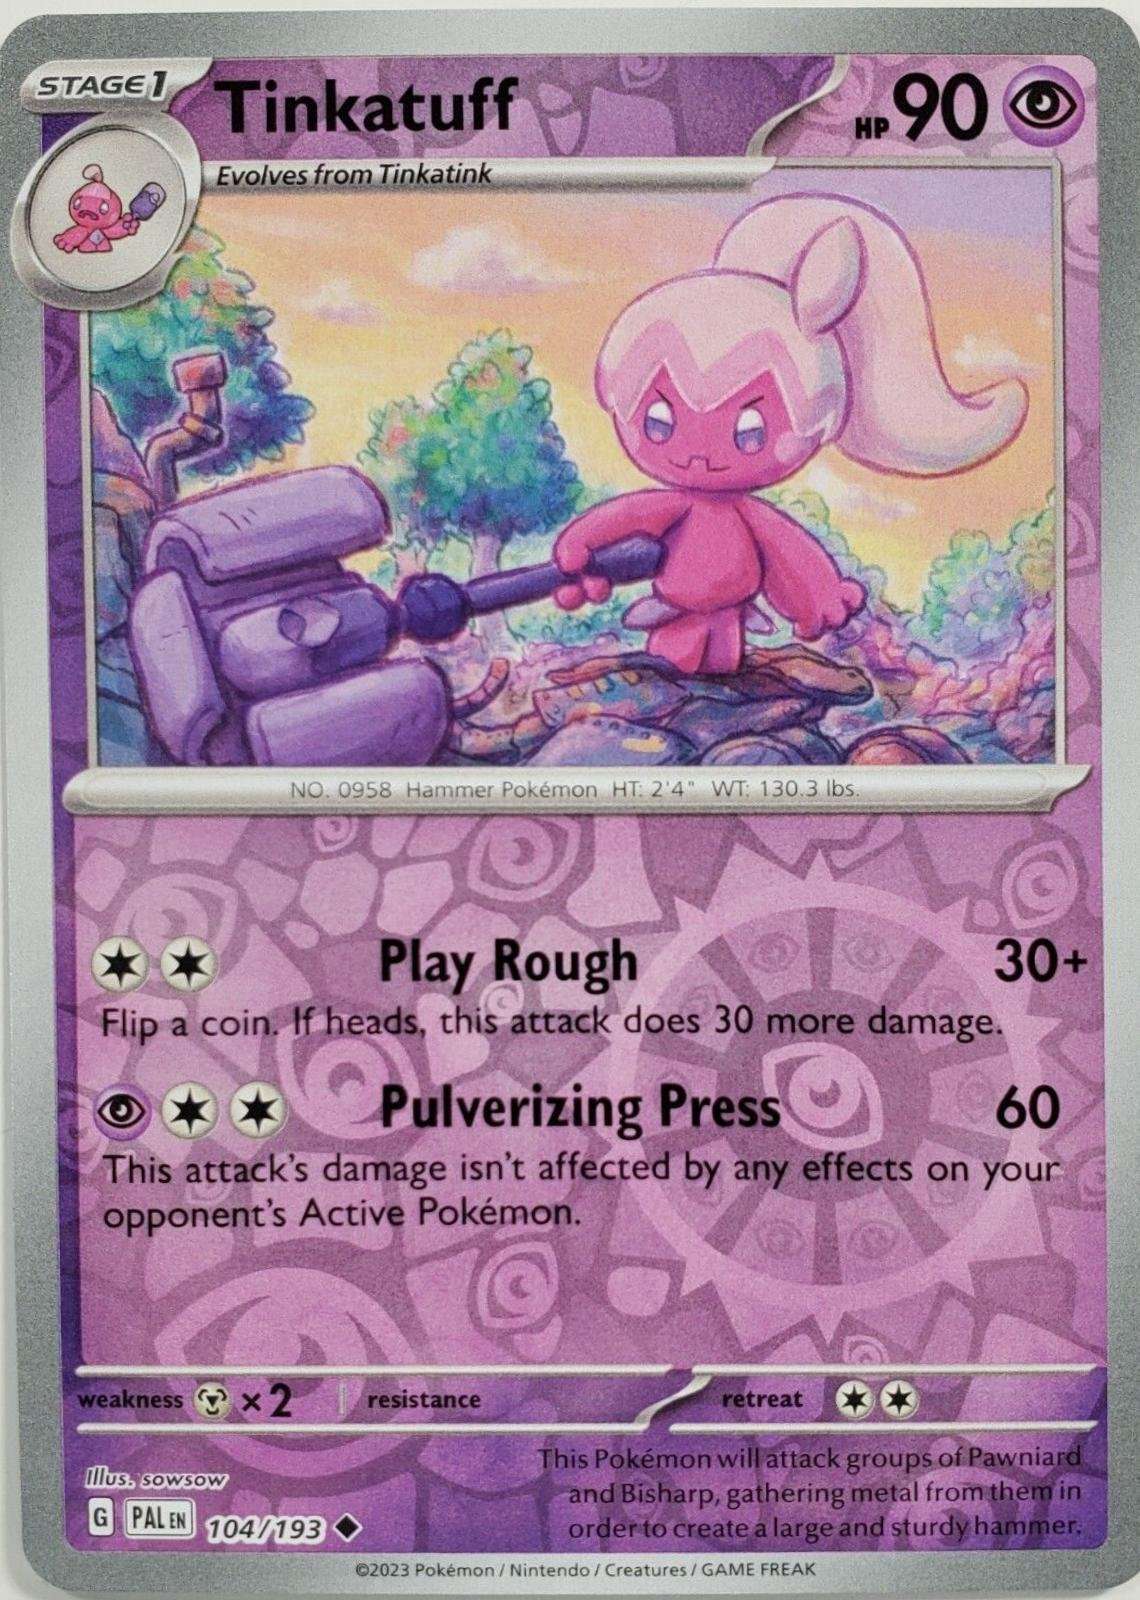 STAGE 1
Tinkatuff
HP 90
Evolves from Tinkatink
NO. 0958 Hammer Pokémon HT: 2'4" WT: 130.3 lbs.
Play Rough 30+
Flip a coin. If heads, this attack does 30 more damage.
Pulverizing Press 60
This attack's damage isn't affected by any effects on your
opponent's Active Pokémon.
weakness ×2 resistance retreat
Illus. sowsow
This Pokémon will attack groups of Pawniard
and Bisharp, gathering metal from them in
order to create a large and sturdy hammer.
G PAL EN 104/193
©2023 Pokémon / Nintendo / Creatures / GAME FREAK